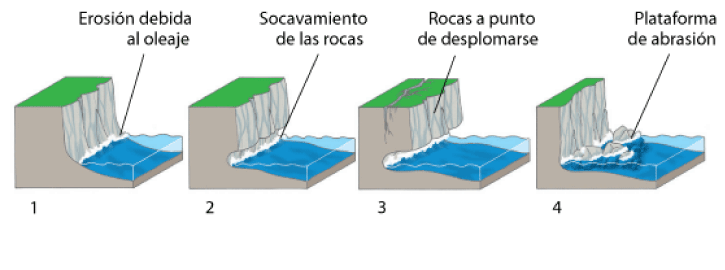 Erosión debida
al oleaje
Socavamiento
de las rocas
Rocas a punto
de desplomarse
Plataforma
de abrasión
1
2
3
4